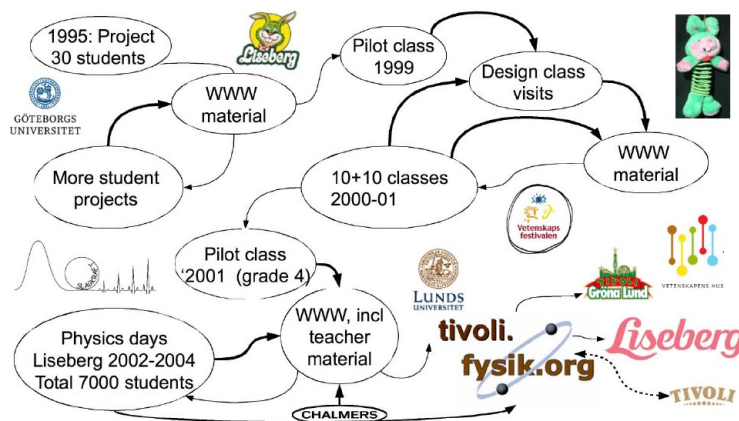 1995: Project
30 students
Liseberg
Pilot class
1999
Design class
visits
WWW
material
GÖTEBORGS
UNIVERSITET
More student
projects
10+10 classes
2000-01
WWW
material
Vetenskaps
festivalen
Pilot class
'2001 (grade 4)
SLAGKRAFT
LUNDS
UNIVERSITET
TIVOLI
Gröna Lund
VETENSKAPENS HUS
WWW, incl
teacher
material
tivoli.
fysik.org
Liseberg
Physics days
Liseberg 2002-2004
Total 7000 students
TIVOLI
CHALMERS